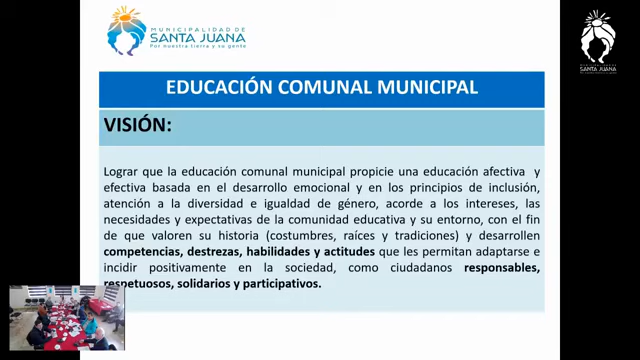 MUNICIPALIDAD DE
SANTA JUANA
Por nuestra tierra y su gente
SANTA JUANA
EDUCACIÓN COMUNAL MUNICIPAL
VISIÓN:
Lograr que la educación comunal municipal propicie una educación afectiva y
efectiva basada en el desarrollo emocional y en los principios de inclusión,
atención a la diversidad e igualdad de género, acorde a los intereses, las
necesidades y expectativas de la comunidad educativa y su entorno, con el fin
de que valoren su historia (costumbres, raíces y tradiciones) y desarrollen
competencias, destrezas, habilidades y actitudes que les permitan adaptarse e
incidir positivamente en la sociedad, como ciudadanos responsables,
respetuosos, solidarios y participativos.